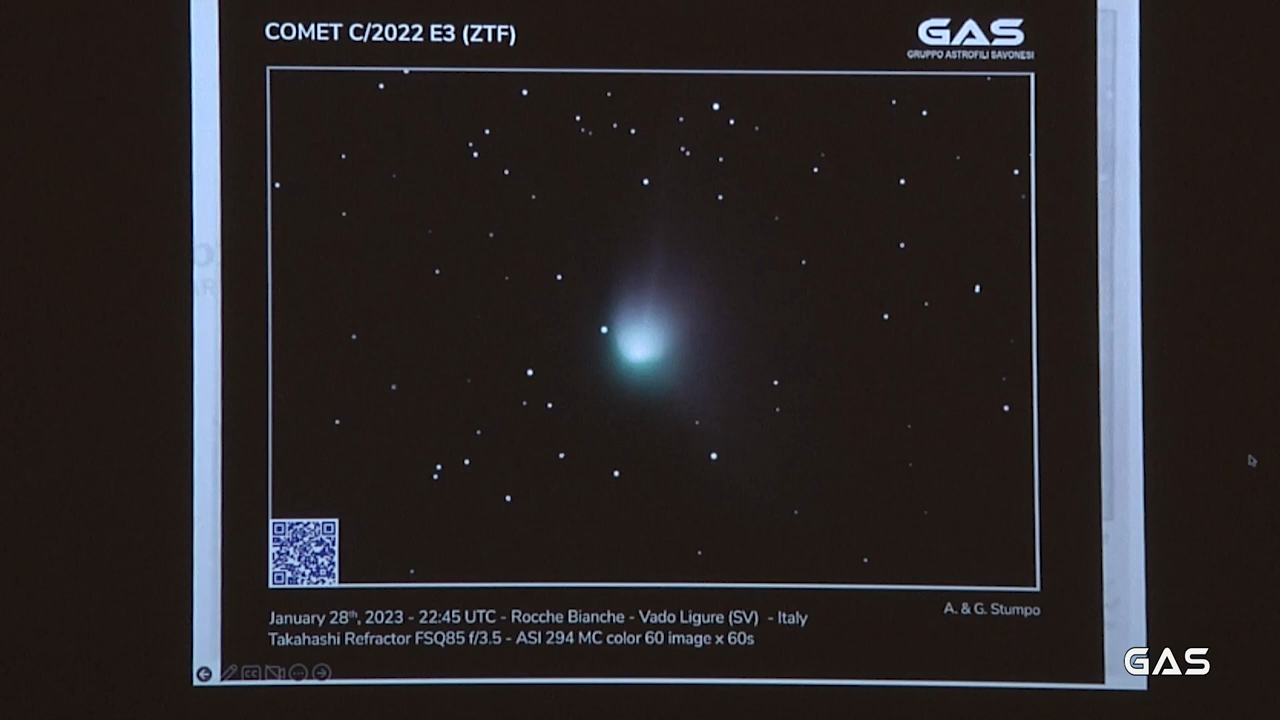 COMET C/2022 E3 (ZTF)
GAS
GRUPPO ASTROFILI SAVONESI
January 28th, 2023 - 22:45 UTC - Rocche Bianche - Vado Ligure (SV) - Italy
A. & G. Stumpo
Takahashi Refractor FSQ85 f/3.5 - ASI 294 MC color 60 image x 60s
CC
GAS